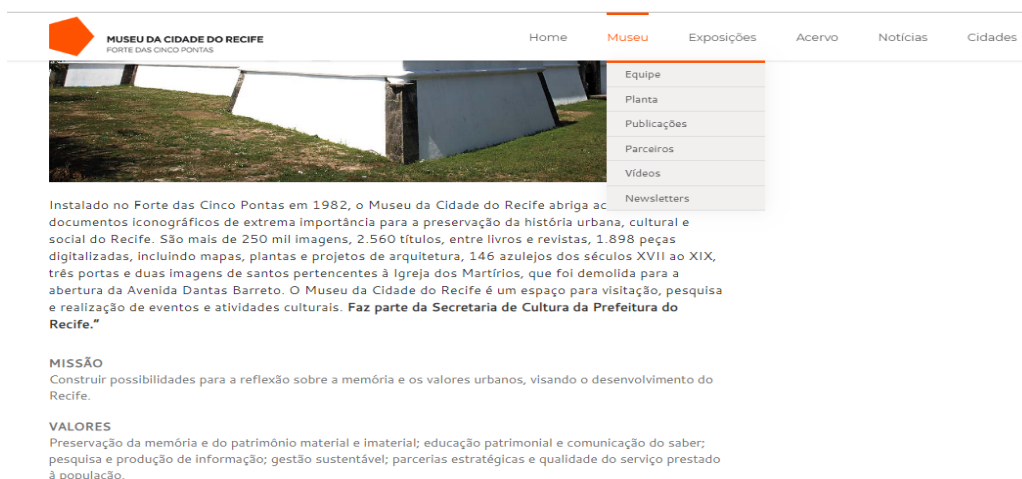 MUSEU DA CIDADE DO RECIFE
FORTE DAS CINCO PONTAS
Home Museu Exposições Acervo Notícias Cidades
Equipe
Planta
Publicações
Parceiros
Vídeos
Newsletters
Instalado no Forte das Cinco Pontas em 1982, o Museu da Cidade do Recife abriga
documentos iconográficos de extrema importância para a preservação da história urbana, cultural e
social do Recife. São mais de 250 mil imagens, 2.560 títulos, entre livros e revistas, 1.898 peças
digitalizadas, incluindo mapas, plantas e projetos de arquitetura, 146 azulejos dos séculos XVII ao XIX,
três portas e duas imagens de santos pertencentes à Igreja dos Martírios, que foi demolida para a
abertura da Avenida Dantas Barreto. O Museu da Cidade do Recife é um espaço para visitação, pesquisa
e realização de eventos e atividades culturais. Faz parte da Secretaria de Cultura da Prefeitura do
Recife.”
MISSÃO
Construir possibilidades para a reflexão sobre a memória e os valores urbanos, visando o desenvolvimento do
Recife.
VALORES
Preservação da memória e do patrimônio material e imaterial; educação patrimonial e comunicação do saber;
pesquisa e produção de informação; gestão sustentável; parcerias estratégicas e qualidade do serviço prestado
à população.